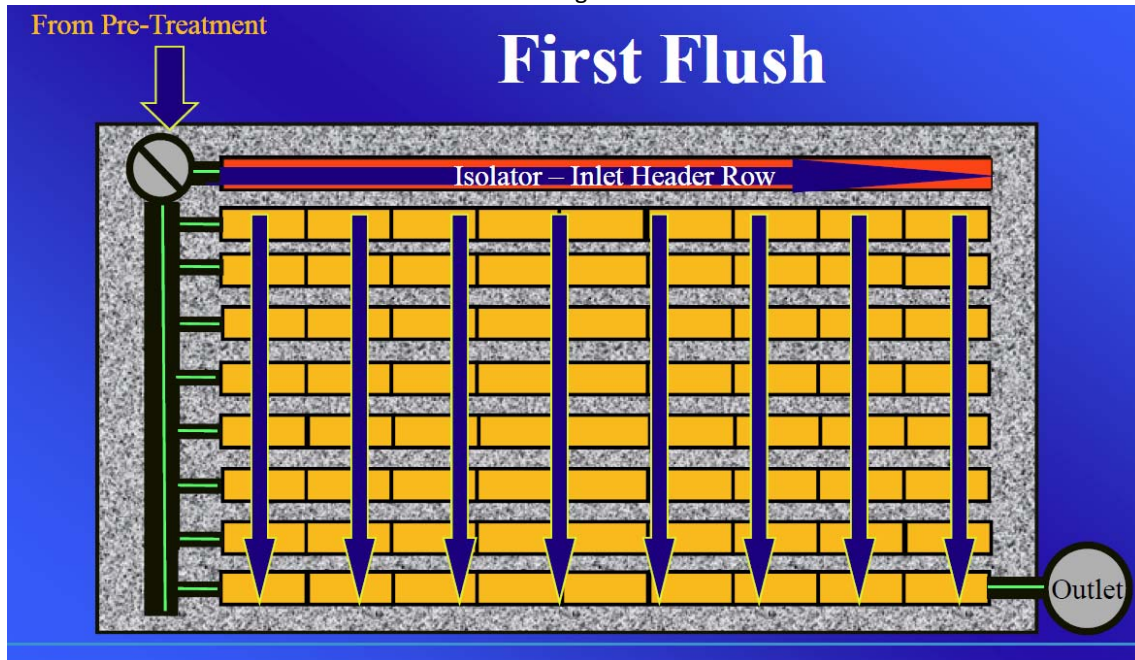 From Pre-Treatment
First Flush
Isolator – Inlet Header Row
Outlet